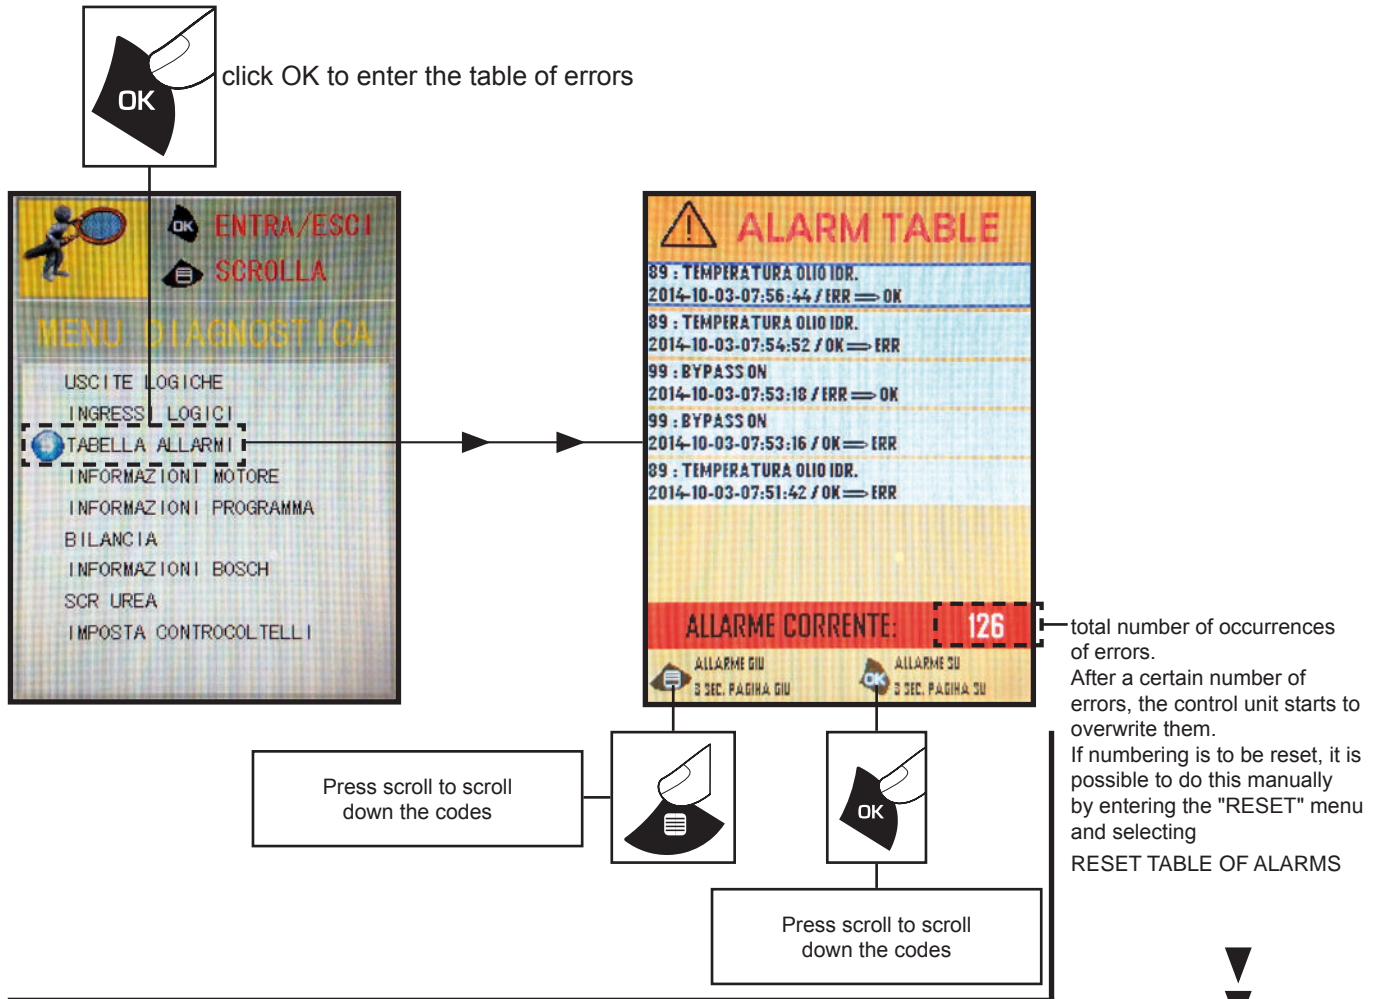 OK
click OK to enter the table of errors
OK ENTRA/ESCI
SCROLLA
MENU DIAGNOSTICA
USCITE LOGICHE
INGRESSI LOGICI
TABELLA ALLARMI
INFORMAZIONI MOTORE
INFORMAZIONI PROGRAMMA
BILANCIA
INFORMAZIONI BOSCH
SCR UREA
IMPOSTA CONTROCOLTELLI
ALARM TABLE
89 : TEMPERATURA OLIO IDR.
2014-10-03-07:56:44 / ERR => OK
89 : TEMPERATURA OLIO IDR.
2014-10-03-07:54:52 / OK => ERR
99 : BYPASS ON
2014-10-03-07:53:18 / ERR => OK
99 : BYPASS ON
2014-10-03-07:53:16 / OK => ERR
89 : TEMPERATURA OLIO IDR.
2014-10-03-07:51:42 / OK => ERR
ALLARME CORRENTE: 126
ALLARME GIU
3 SEC. PAGINA GIU
OK
ALLARME SU
3 SEC. PAGINA SU
total number of occurrences
of errors.
After a certain number of
errors, the control unit starts to
overwrite them.
If numbering is to be reset, it is
possible to do this manually
by entering the "RESET" menu
and selecting
RESET TABLE OF ALARMS
Press scroll to scroll
down the codes
OK
Press scroll to scroll
down the codes